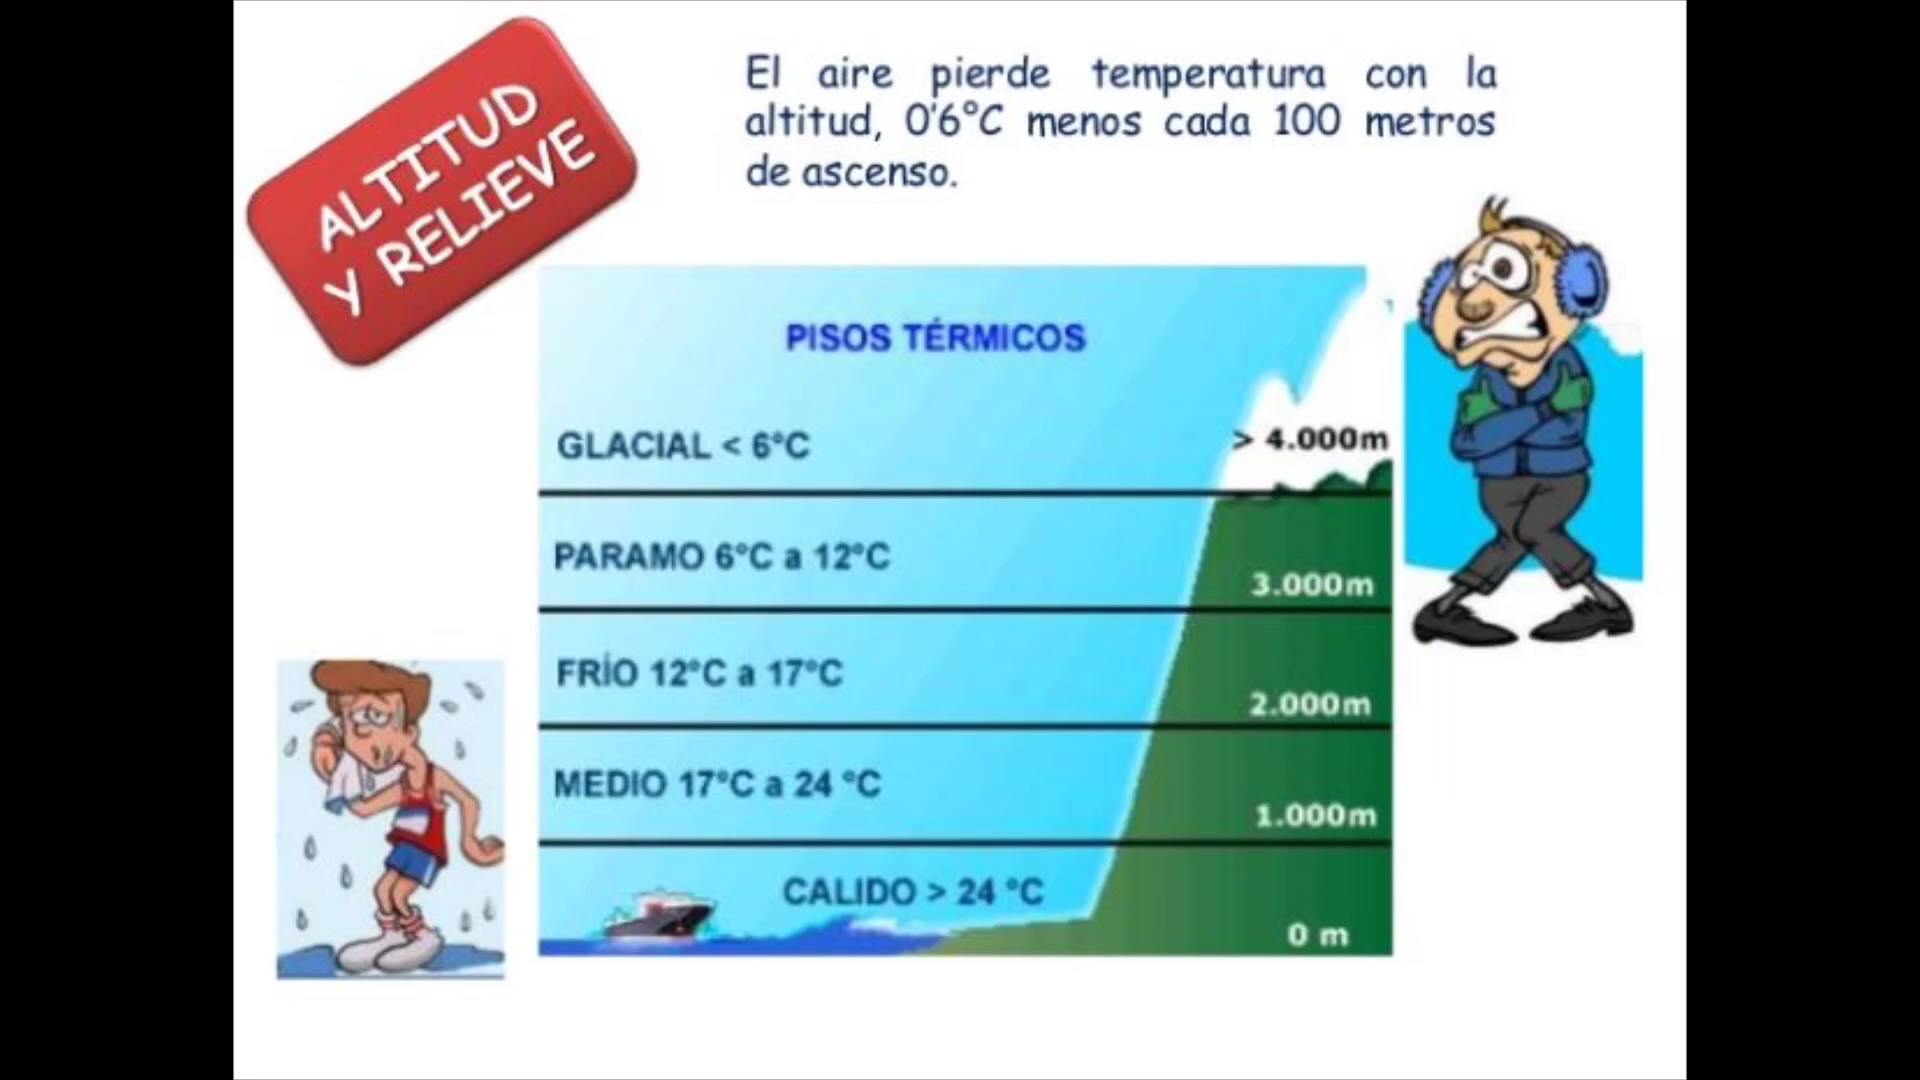 ALTITUD
Y RELIEVE
El aire pierde temperatura con la
altitud, 0'6°C menos cada 100 metros
de ascenso.
PISOS TÉRMICOS
GLACIAL < 6°C
> 4.000m
PARAMO 6°C a 12°C
3.000m
FRÍO 12°C a 17°C
2.000m
MEDIO 17°C a 24 °C
1.000m
CALIDO > 24 °C
0 m